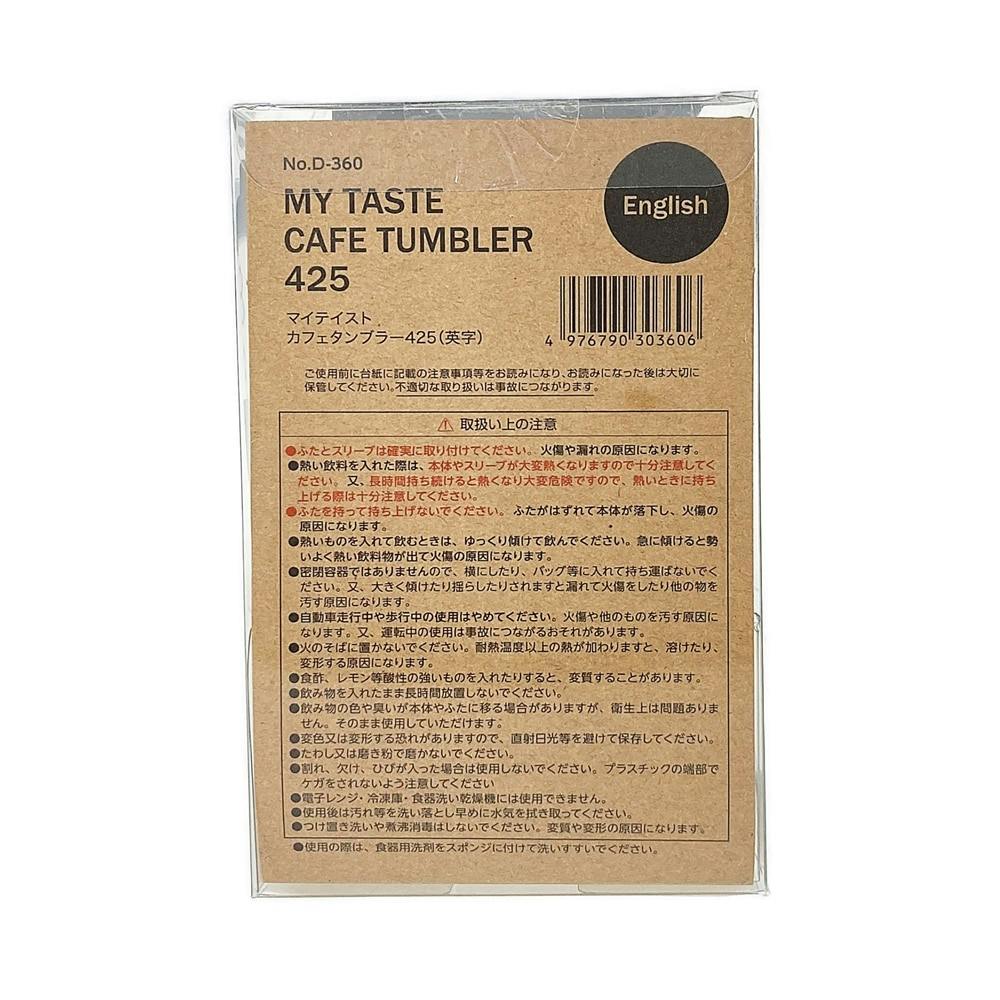 No.D-360
MY TASTE
CAFE TUMBLER
425
English
マイテイスト
カフェタンブラー425(英字)
4 976790 303606
ご使用前に台紙に記載の注意事項等をお読みになり、お読みになった後は大切に
保管してください。不適切な取り扱いは事故につながります。
⚠ 取扱い上の注意
●ふたとスリーブは確実に取り付けてください。火傷や漏れの原因になります。
●熱い飲料を入れた際は、本体やスリーブが大変熱くなりますので十分注意してく
ださい。又、長時間持ち続けると熱くなり大変危険ですので、熱いときに持ち
上げる際は十分注意してください。
●ふたを持って持ち上げないでください。ふたがはずれて本体が落下し、火傷の
原因になります。
●熱いものを入れて飲むときは、ゆっくり傾けて飲んでください。急に傾けると勢
いよく熱い飲料物が出て火傷の原因になります。
●密閉容器ではありませんので、横にしたり、バッグ等に入れて持ち運ばないでく
ださい。又、大きく傾けたり揺らしたりされますと漏れて火傷をしたり他の物を
汚す原因になります。
●自動車走行中や歩行中の使用はやめてください。火傷や他のものを汚す原因に
なります。又、運転中の使用は事故につながるおそれがあります。
●火のそばに置かないでください。耐熱温度以上の熱が加わりますと、溶けたり、
変形する原因になります。
●食酢、レモン等酸性の強いものを入れたりすると、変質することがあります。
●飲み物を入れたまま長時間放置しないでください。
●飲み物の色や臭いが本体やふたに移る場合がありますが、衛生上は問題ありま
せん。そのまま使用していただけます。
●変色又は変形する恐れがありますので、直射日光等を避けて保存してください。
●たわし又は磨き粉で磨かないでください。
●割れ、欠け、ひびが入った場合は使用しないでください。プラスチックの端部で
ケガをされないよう注意してください
●電子レンジ・冷凍庫・食器洗い乾燥機には使用できません。
●使用後は汚れ等を洗い落とし早めに水気を拭き取ってください。
●つけ置き洗いや煮沸消毒はしないでください。変質や変形の原因になります。
●使用の際は、食器用洗剤をスポンジに付けて洗いすすいでください。